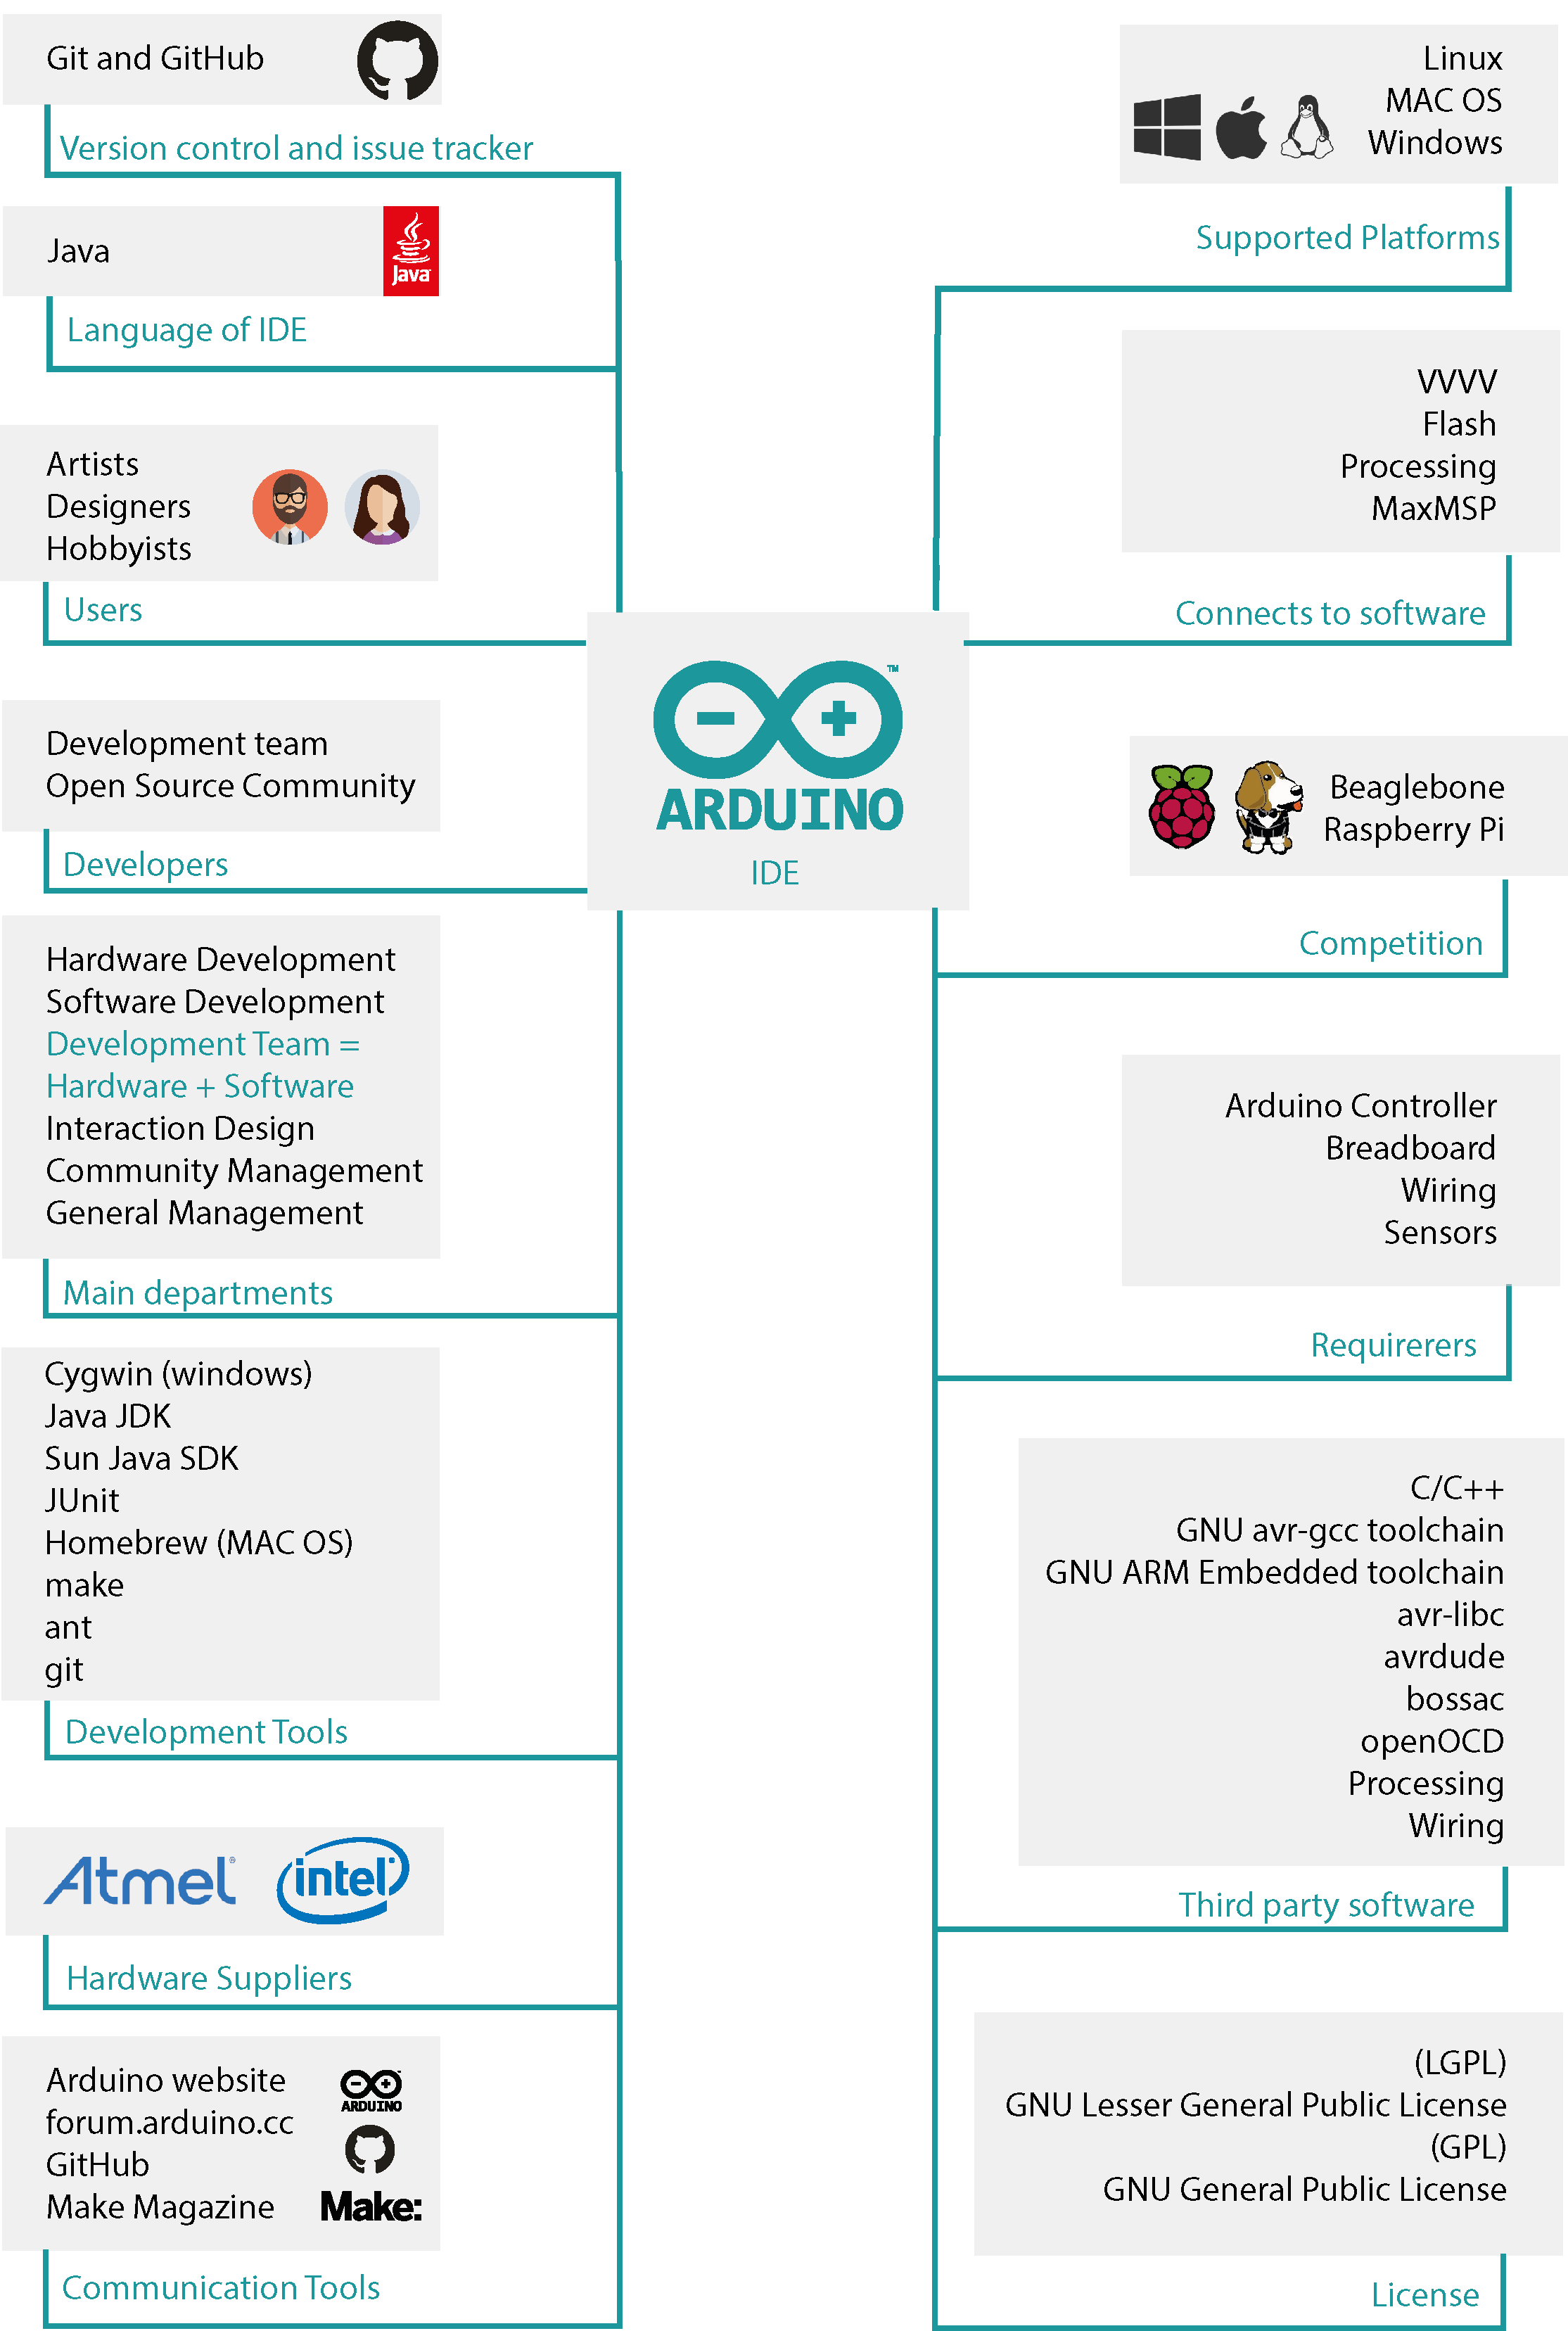 Git and GitHub
Version control and issue tracker
Java
Java
Language of IDE
Artists
Designers
Hobbyists
Users
Development team
Open Source Community
Developers
Hardware Development
Software Development
Development Team =
Hardware + Software
Interaction Design
Community Management
General Management
Main departments
Cygwin (windows)
Java JDK
Sun Java SDK
JUnit
Homebrew (MAC OS)
make
ant
git
Development Tools
Atmel®
intel
Hardware Suppliers
Arduino website
forum.arduino.cc
GitHub
Make Magazine
ARDUINO
Make:
Communication Tools
TM
ARDUINO
IDE
Linux
MAC OS
Windows
Supported Platforms
VVVV
Flash
Processing
MaxMSP
Connects to software
Beaglebone
Raspberry Pi
Competition
Arduino Controller
Breadboard
Wiring
Sensors
Requirerers
C/C++
GNU avr-gcc toolchain
GNU ARM Embedded toolchain
avr-libc
avrdude
bossac
openOCD
Processing
Wiring
Third party software
(LGPL)
GNU Lesser General Public License
(GPL)
GNU General Public License
License